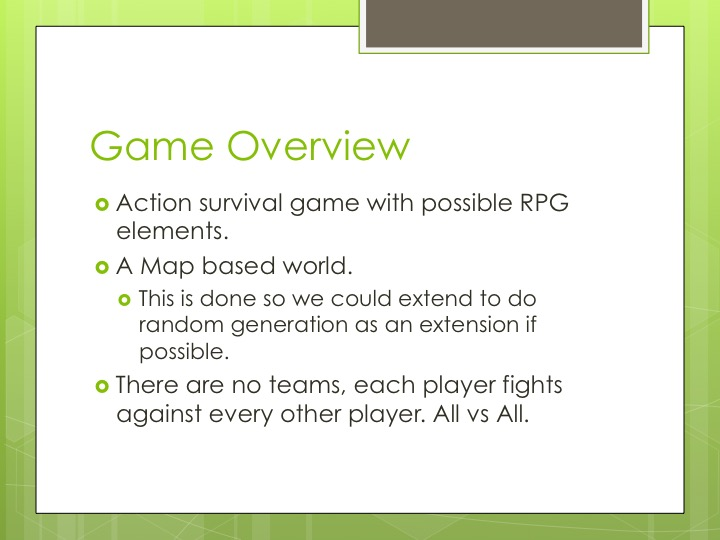 Game Overview
Action survival game with possible RPG
elements.
A Map based world.
This is done so we could extend to do
random generation as an extension if
possible.
There are no teams, each player fights
against every other player. All vs All.